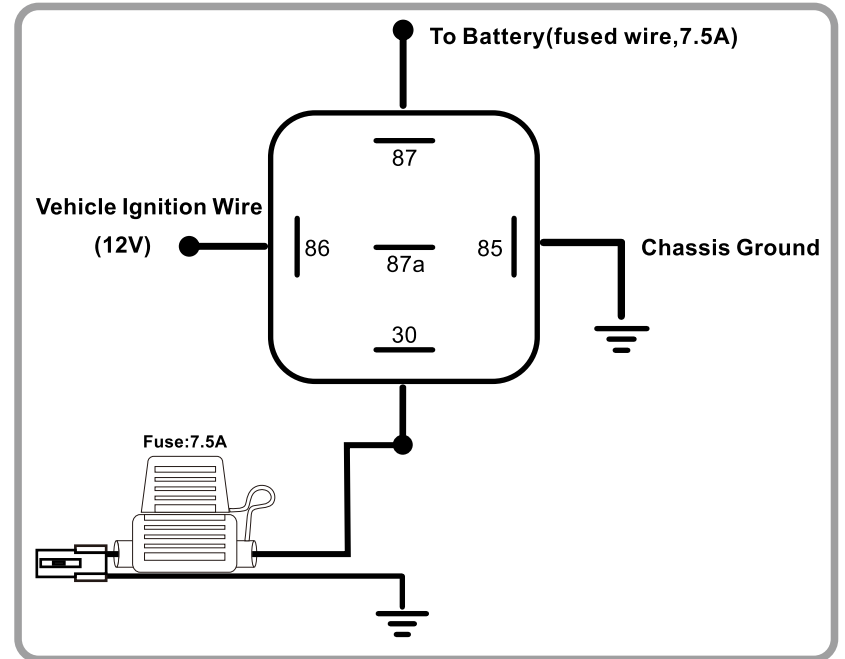 To Battery(fused wire,7.5A)
87
Vehicle Ignition Wire
(12V)
86
87a
85
Chassis Ground
30
Fuse:7.5A